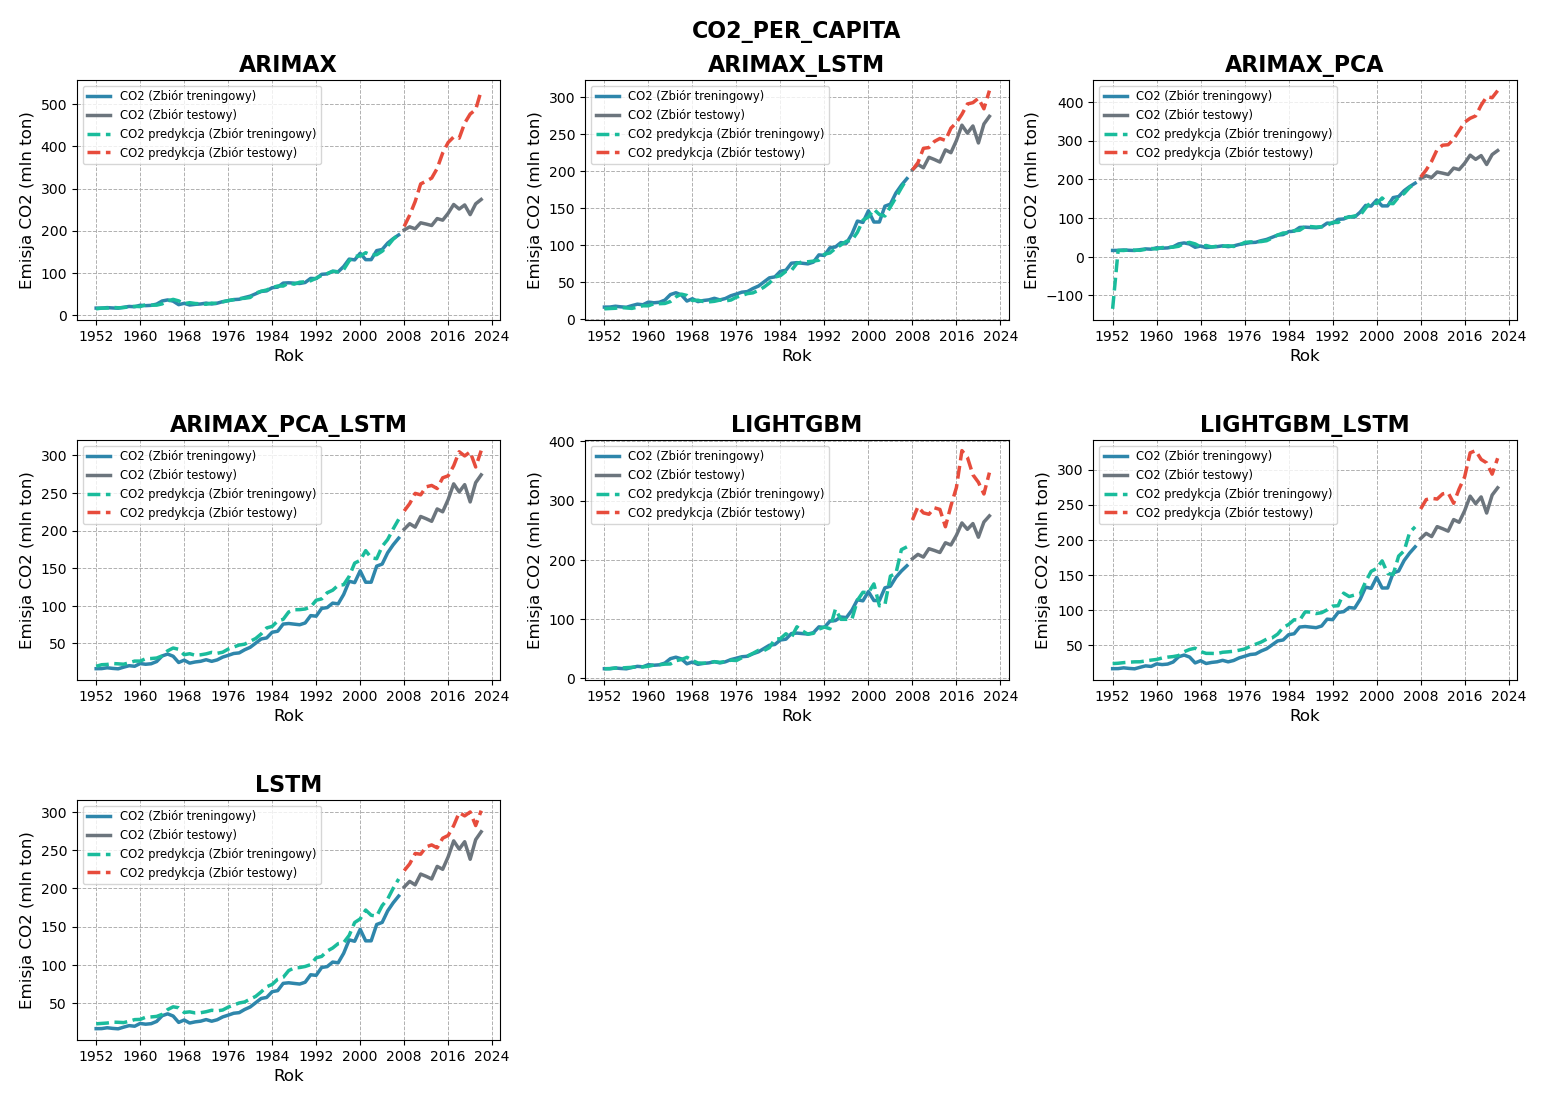 CO2_PER_CAPITA
ARIMAX
Emisja CO2 (mln ton)
500
400
300
200
100
0
CO2 (Zbiór treningowy)
CO2 (Zbiór testowy)
CO2 predykcja (Zbiór treningowy)
CO2 predykcja (Zbiór testowy)
1952 1960 1968 1976 1984 1992 2000 2008 2016 2024
Rok
ARIMAX_LSTM
Emisja CO2 (mln ton)
300
250
200
150
100
50
0
CO2 (Zbiór treningowy)
CO2 (Zbiór testowy)
CO2 predykcja (Zbiór treningowy)
CO2 predykcja (Zbiór testowy)
1952 1960 1968 1976 1984 1992 2000 2008 2016 2024
Rok
ARIMAX_PCA
Emisja CO2 (mln ton)
400
300
200
100
0
−100
CO2 (Zbiór treningowy)
CO2 (Zbiór testowy)
CO2 predykcja (Zbiór treningowy)
CO2 predykcja (Zbiór testowy)
1952 1960 1968 1976 1984 1992 2000 2008 2016 2024
Rok
ARIMAX_PCA_LSTM
Emisja CO2 (mln ton)
300
250
200
150
100
50
CO2 (Zbiór treningowy)
CO2 (Zbiór testowy)
CO2 predykcja (Zbiór treningowy)
CO2 predykcja (Zbiór testowy)
1952 1960 1968 1976 1984 1992 2000 2008 2016 2024
Rok
LIGHTGBM
Emisja CO2 (mln ton)
400
300
200
100
0
CO2 (Zbiór treningowy)
CO2 (Zbiór testowy)
CO2 predykcja (Zbiór treningowy)
CO2 predykcja (Zbiór testowy)
1952 1960 1968 1976 1984 1992 2000 2008 2016 2024
Rok
LIGHTGBM_LSTM
Emisja CO2 (mln ton)
300
250
200
150
100
50
CO2 (Zbiór treningowy)
CO2 (Zbiór testowy)
CO2 predykcja (Zbiór treningowy)
CO2 predykcja (Zbiór testowy)
1952 1960 1968 1976 1984 1992 2000 2008 2016 2024
Rok
LSTM
Emisja CO2 (mln ton)
300
250
200
150
100
50
CO2 (Zbiór treningowy)
CO2 (Zbiór testowy)
CO2 predykcja (Zbiór treningowy)
CO2 predykcja (Zbiór testowy)
1952 1960 1968 1976 1984 1992 2000 2008 2016 2024
Rok